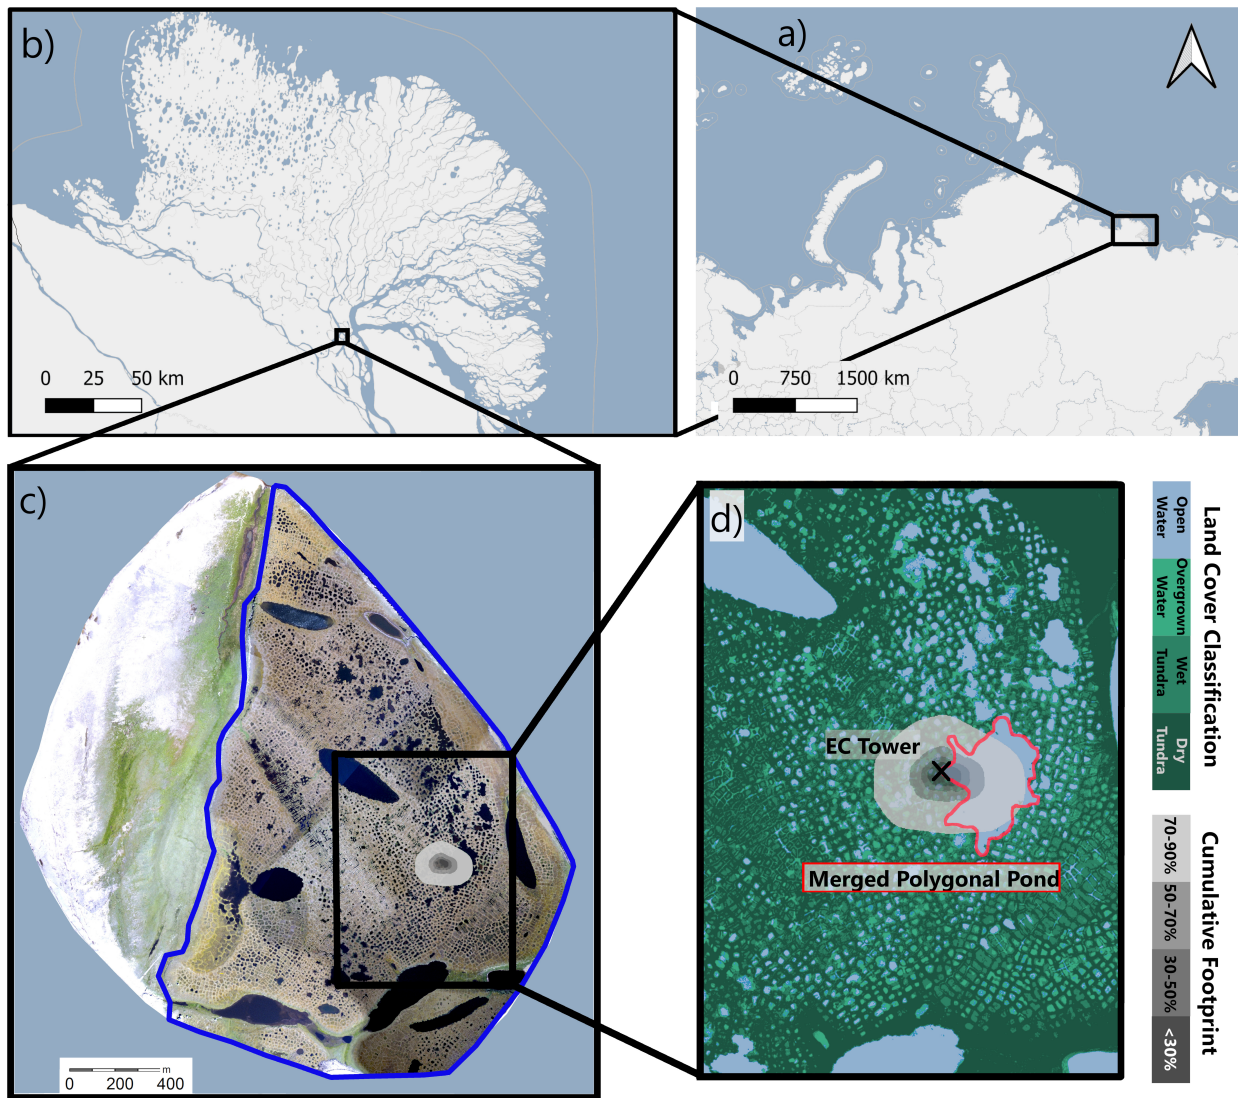 b)
0 25 50 km
a)
0 750 1500 km
c)
0 200 400 m
d)
EC Tower
Merged Polygonal Pond
Land Cover Classification
Open
Water
Overgrown
Water
Wet
Tundra
Dry
Tundra
Cumulative Footprint
70-90%
50-70%
30-50%
<30%